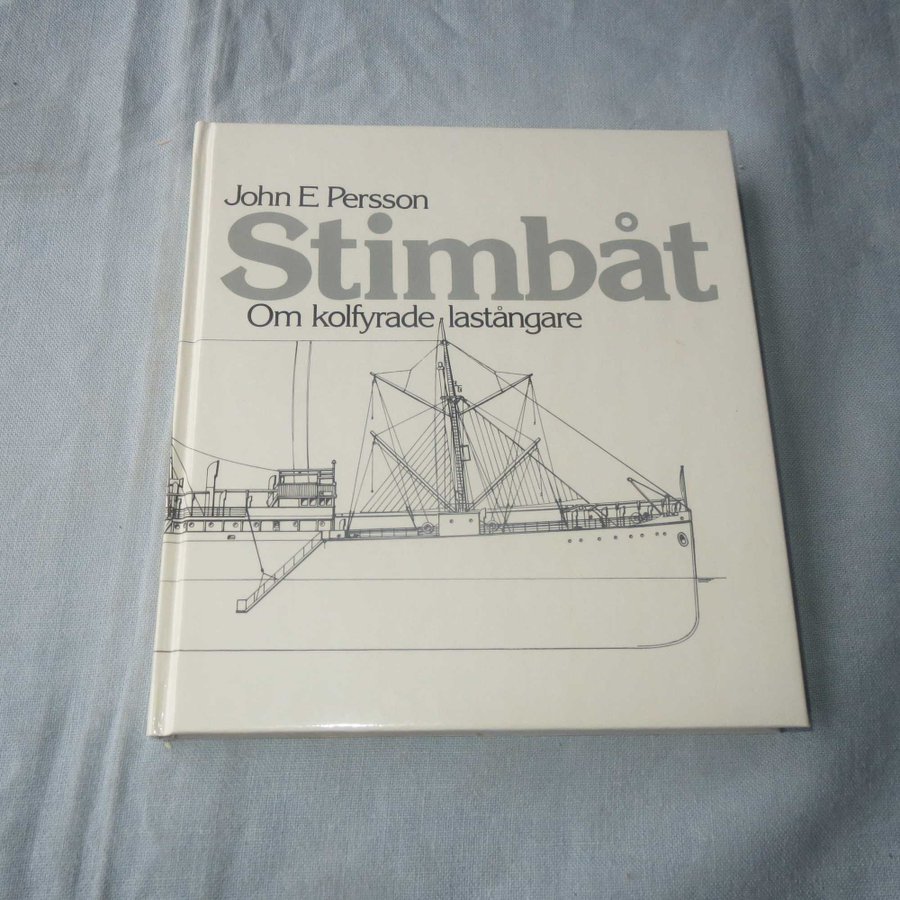 John E Persson
Stimbåt
Om kolfyrade lastångare